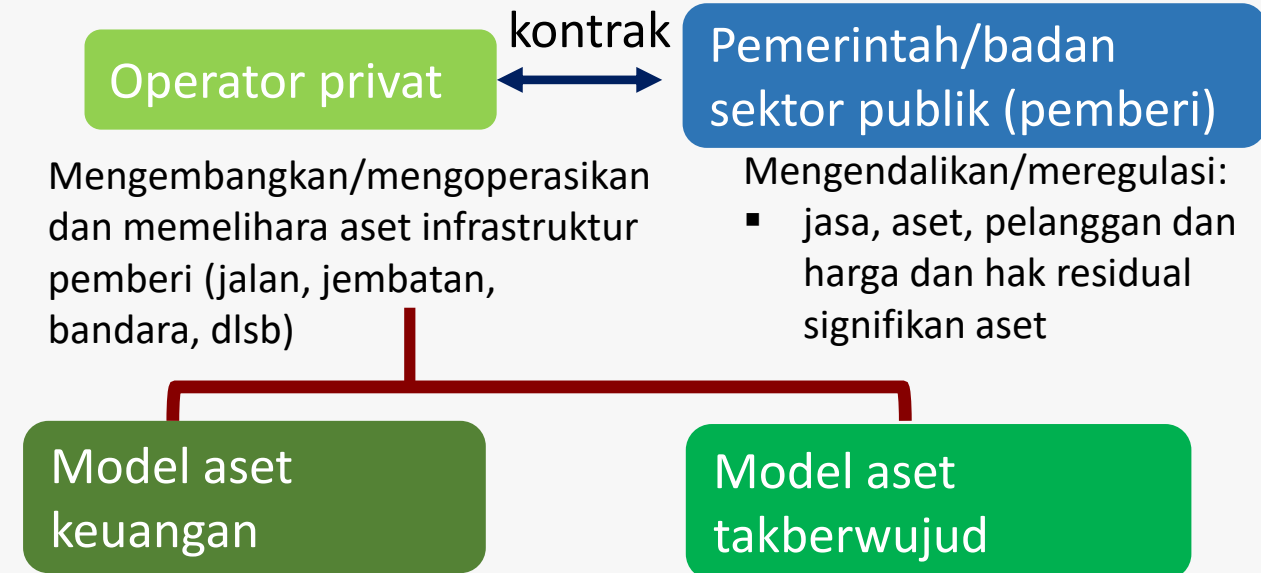 kontrak
Operator privat
Pemerintah/badan
sektor publik (pemberi)
Mengembangkan/mengoperasikan
dan memelihara aset infrastruktur
pemberi (jalan, jembatan,
bandara, dlsb)
Mengendalikan/meregulasi:
▪ jasa, aset, pelanggan dan
harga dan hak residual
signifikan aset
Model aset
keuangan
Model aset
takberwujud